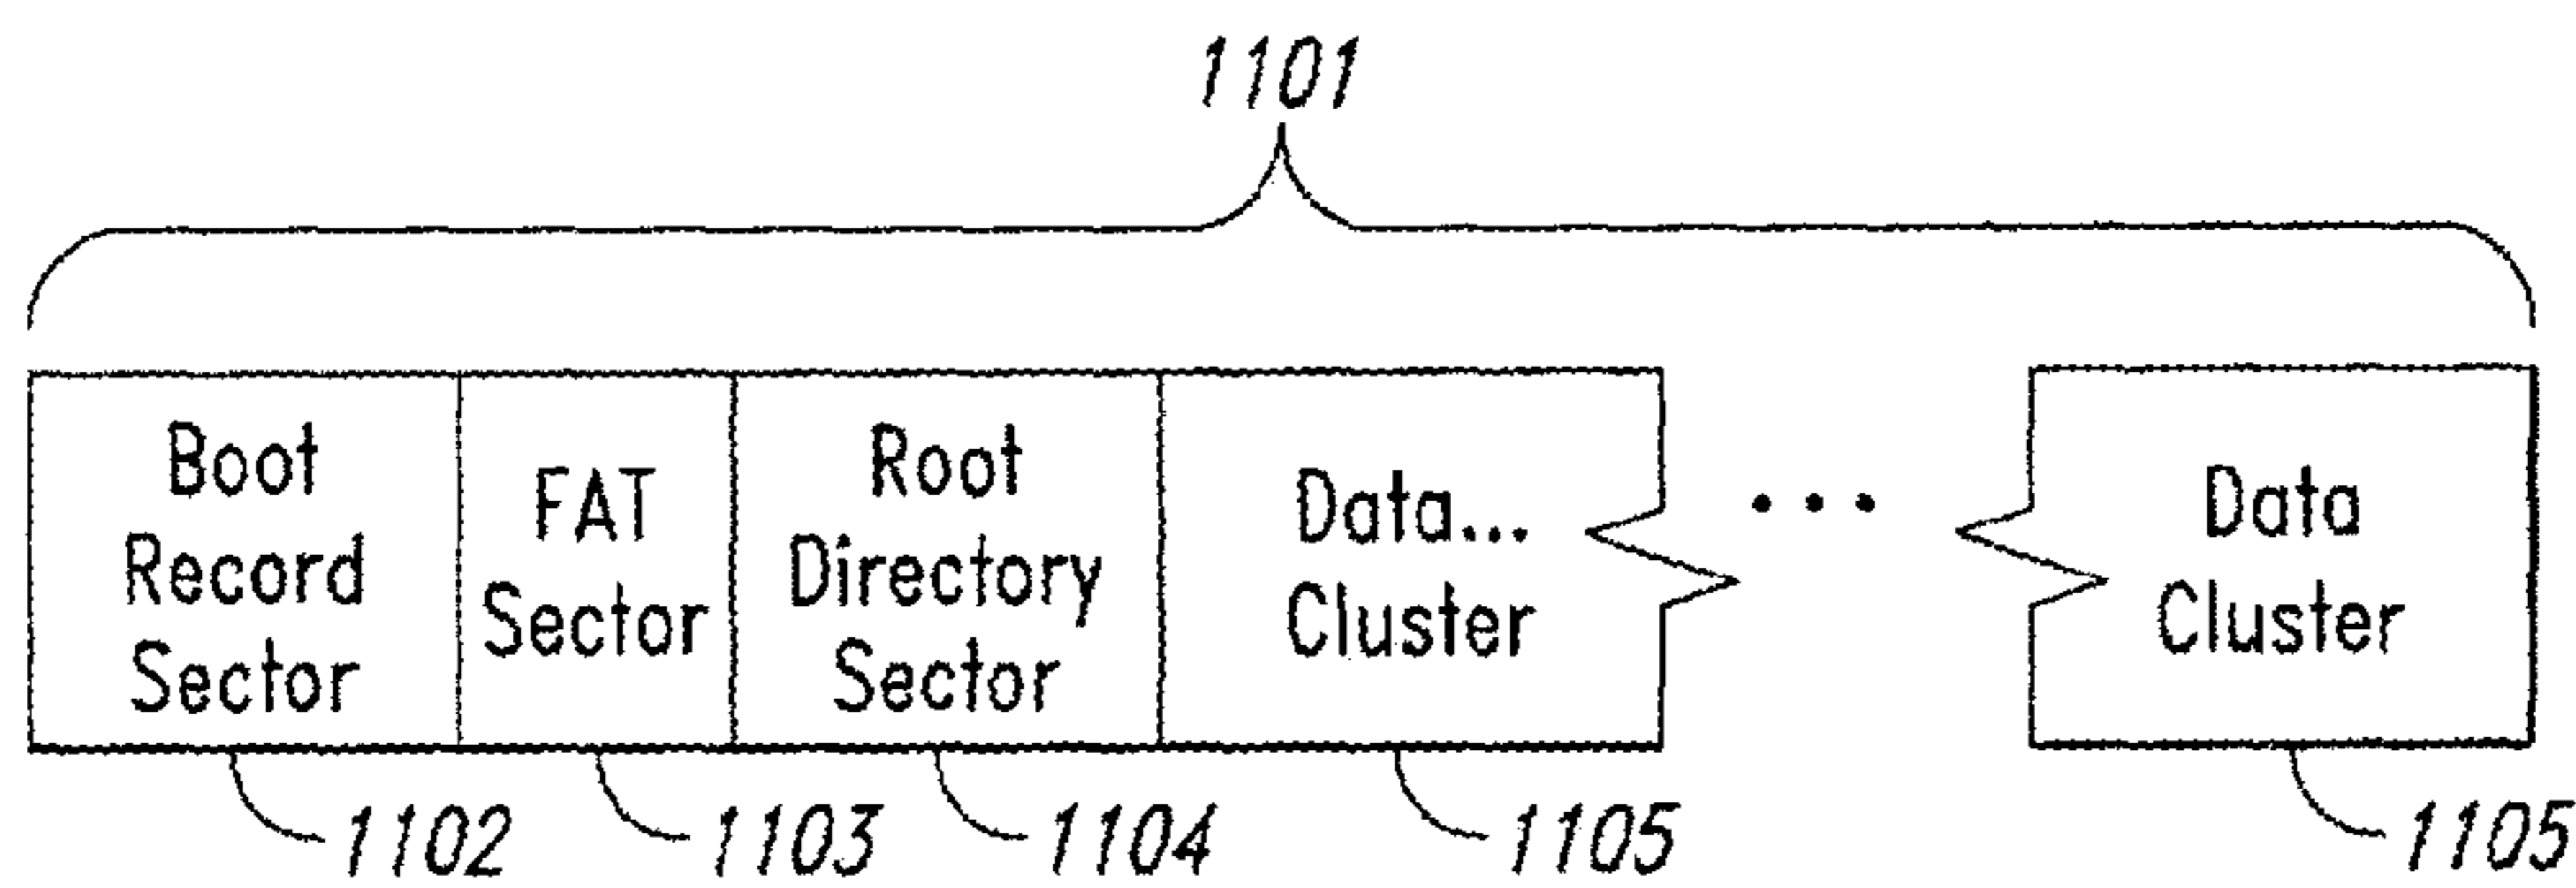 1101
Boot
Record
Sector
FAT
Sector
Root
Directory
Sector
Data...
Cluster
• • •
Data
Cluster
1102
1103
1104
1105
1105